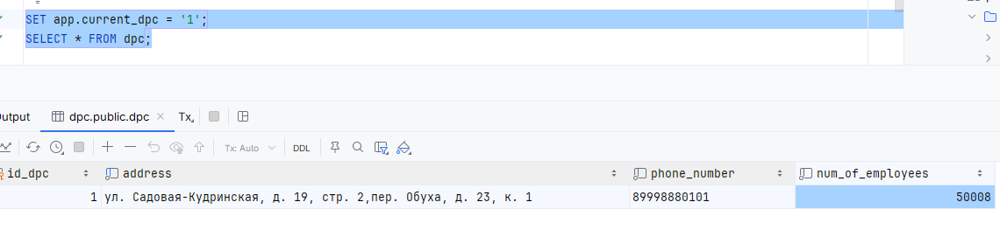 SET app.current_dpc = '1';
SELECT * FROM dpc;
output
dpc.public.dpc
Tx
Tx: Auto
DDL
id_dpc address phone_number num_of_employees
1 ул. Садовая-Кудринская, д. 19, стр. 2,пер. Обуха, д. 23, к. 1 89998880101 50008